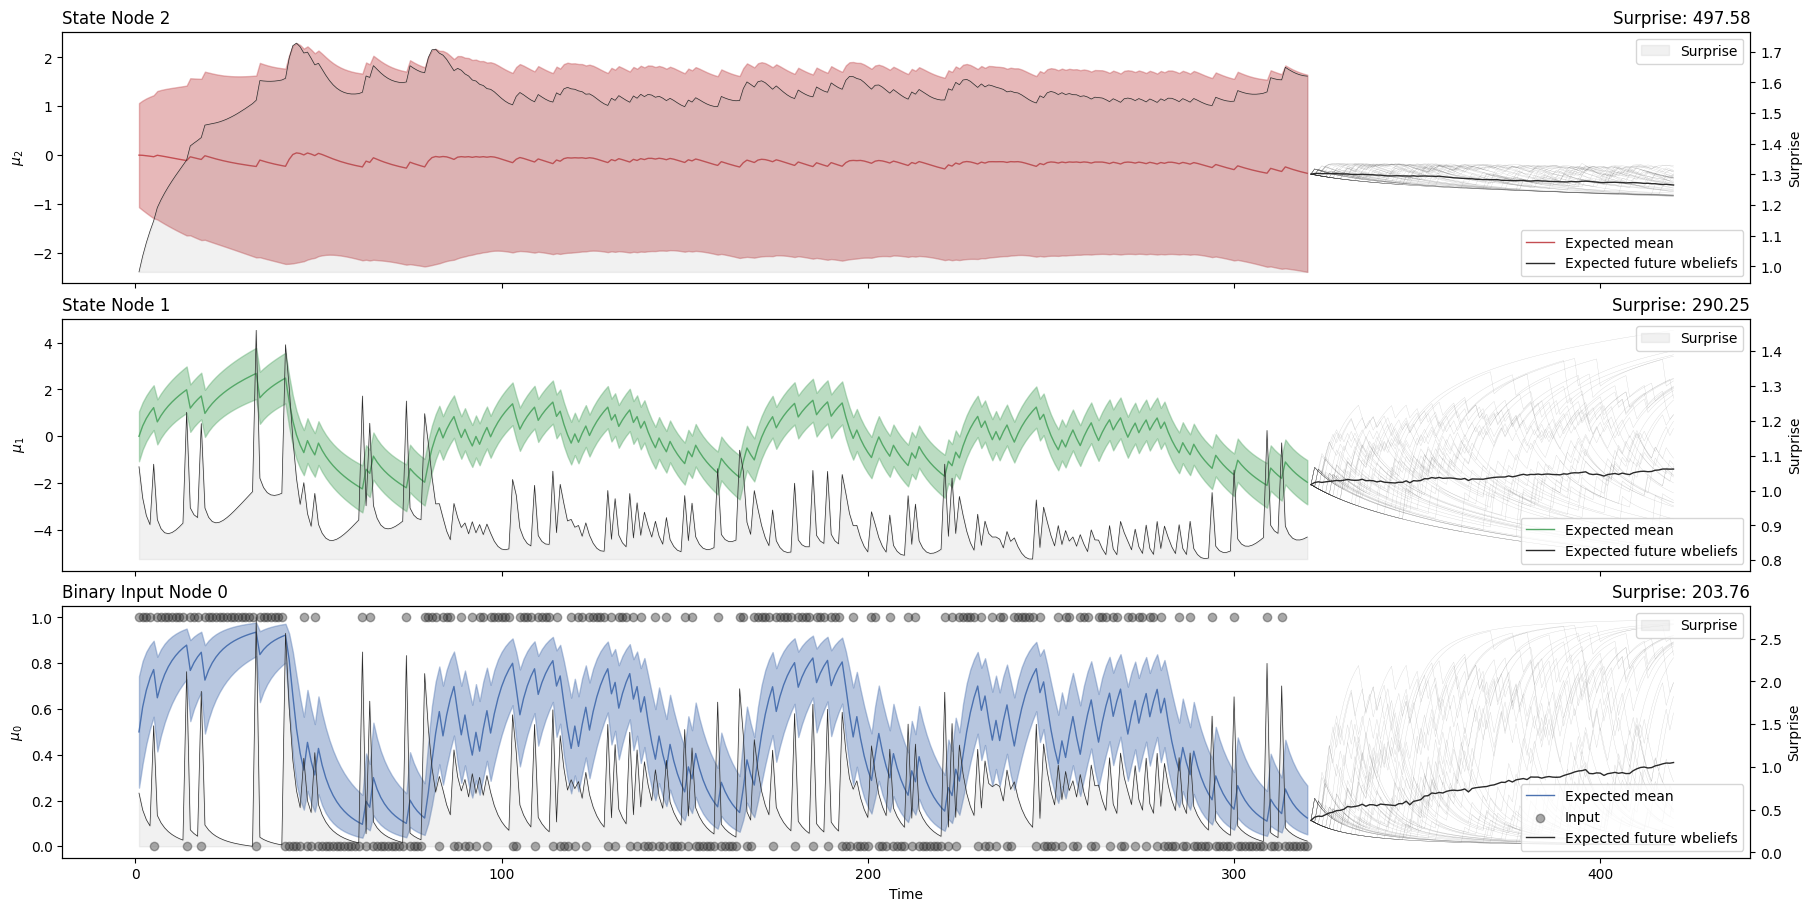 State Node 2 Surprise: 497.58
2
1
0
−1
−2
μ2
1.7
1.6
1.5
1.4
1.3
1.2
1.1
1.0
Surprise
Surprise
Expected mean
Expected future wbeliefs
State Node 1 Surprise: 290.25
4
2
0
−2
−4
μ1
1.4
1.3
1.2
1.1
1.0
0.9
0.8
Surprise
Surprise
Expected mean
Expected future wbeliefs
Binary Input Node 0 Surprise: 203.76
1.0
0.8
0.6
0.4
0.2
0.0
μ0
2.5
2.0
1.5
1.0
0.5
0.0
Surprise
Surprise
Expected mean
Input
Expected future wbeliefs
0 100 200 300 400
Time